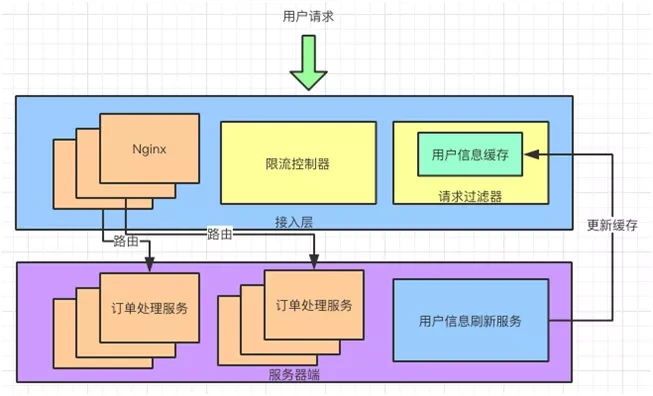 用户请求
Nginx
限流控制器
用户信息缓存
请求过滤器
接入层
更新缓存
路由
路由
订单处理服务
订单处理服务
用户信息刷新服务
服务器端